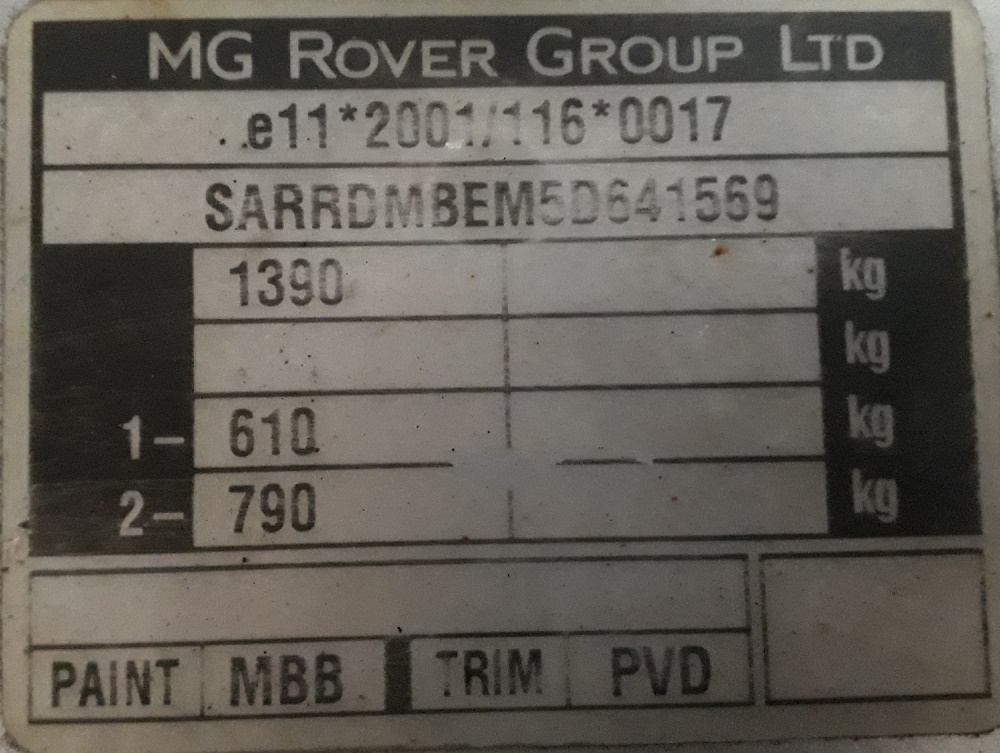 MG ROVER GROUP LTD
e11*2001/116*0017
SARRDMBEM5D641569
1390 kg
kg
1– 610 kg
2– 790 kg
PAINT MBB TRIM PVD